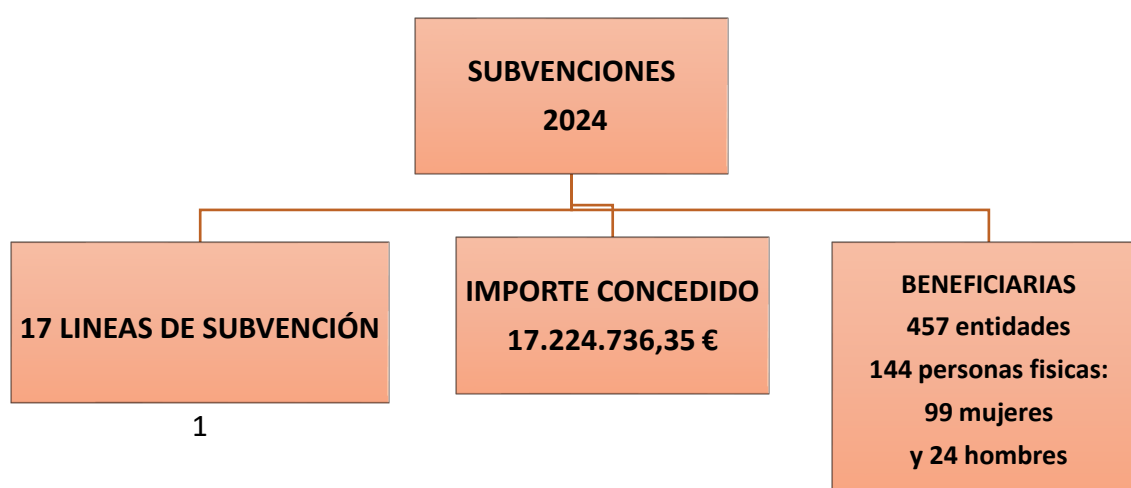 SUBVENCIONES
2024
17 LINEAS DE SUBVENCIÓN
1
IMPORTE CONCEDIDO
17.224.736,35 €
BENEFICIARIAS
457 entidades
144 personas fisicas:
99 mujeres
y 24 hombres